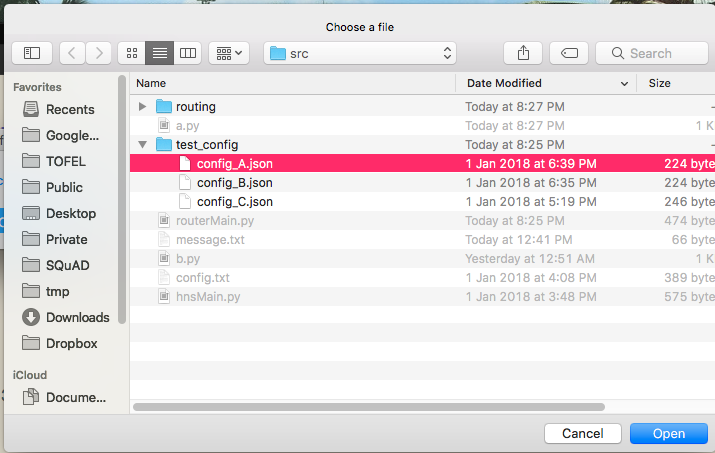 Choose a file
src
Search
Favorites
Recents
Google...
TOFEL
Public
Desktop
Private
SQuAD
tmp
Downloads
Dropbox
iCloud
Docume...
Name Date Modified Size
routing Today at 8:27 PM
a.py Today at 8:27 PM 1 K
test_config Today at 8:25 PM
config_A.json 1 Jan 2018 at 6:39 PM 224 byte
config_B.json 1 Jan 2018 at 6:35 PM 224 byte
config_C.json 1 Jan 2018 at 5:19 PM 246 byte
routerMain.py Today at 8:25 PM 474 byte
message.txt Today at 12:41 PM 66 byte
b.py Yesterday at 12:51 AM 1 K
config.txt 1 Jan 2018 at 4:08 PM 389 byte
hnsMain.py 1 Jan 2018 at 3:48 PM 575 byte
Cancel Open